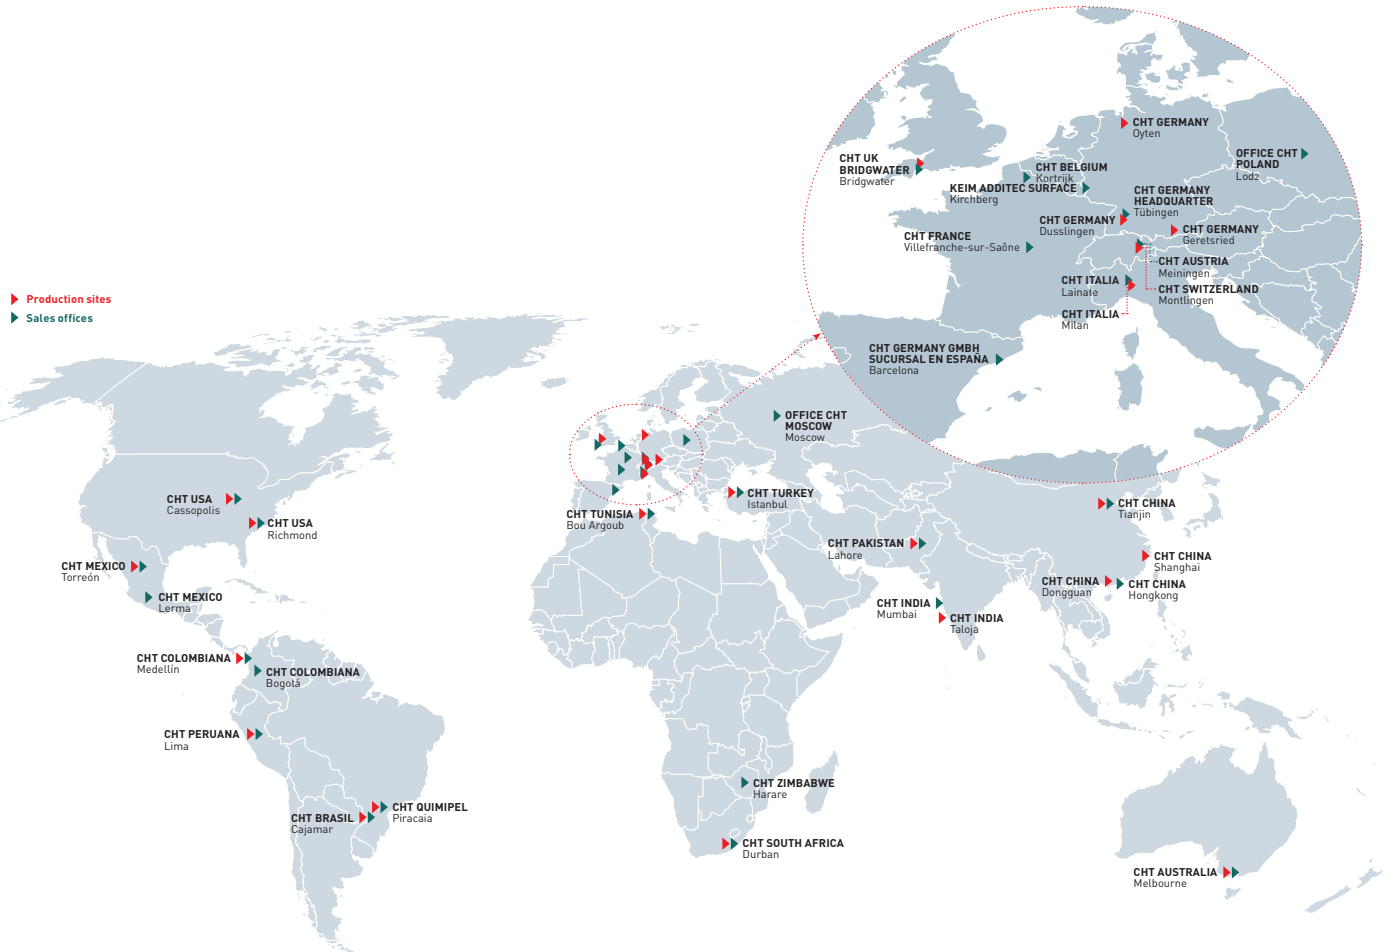 CHT GERMANY
Oyten
CHT UK
BRIDGWATER
Bridgwater
OFFICE CHT
POLAND
Lodz
CHT BELGIUM
Kortrijk
KEIM ADDITEC SURFACE
Kirchberg
CHT GERMANY
HEADQUARTER
Tübingen
CHT GERMANY
Dusslingen
CHT GERMANY
Geretsried
CHT FRANCE
Villefranche-sur-Saône
CHT AUSTRIA
Meiningen
CHT ITALIA
Lainate
CHT SWITZERLAND
Montlingen
CHT ITALIA
Milan
CHT GERMANY GMBH
SUCURSAL EN ESPAÑA
Barcelona
Production sites
Sales offices
OFFICE CHT
MOSCOW
Moscow
CHT USA
Cassopolis
CHT USA
Richmond
CHT TURKEY
Istanbul
CHT TUNISIA
Bou Argoub
CHT CHINA
Tianjin
CHT PAKISTAN
Lahore
CHT CHINA
Shanghai
CHT MEXICO
Torreón
CHT MEXICO
Lerma
CHT CHINA
Dongguan
CHT CHINA
Hongkong
CHT INDIA
Mumbai
CHT INDIA
Taloja
CHT COLOMBIANA
Medellín
CHT COLOMBIANA
Bogotá
CHT PERUANA
Lima
CHT ZIMBABWE
Harare
CHT QUIMIPEL
Piracaia
CHT BRASIL
Cajamar
CHT SOUTH AFRICA
Durban
CHT AUSTRALIA
Melbourne